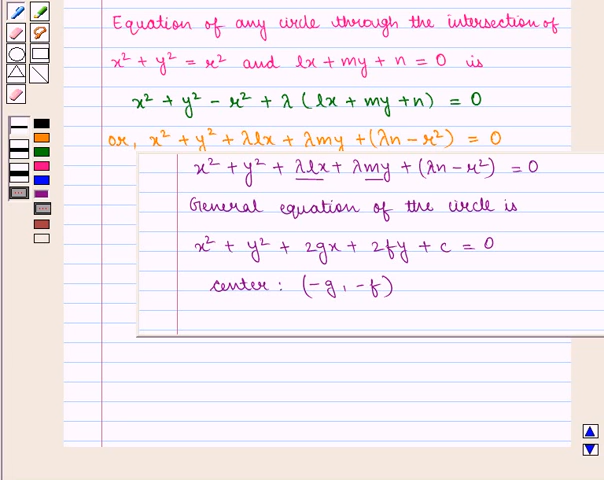 Equation of any circle through the intersection of
x² + y² = r² and lx + my + n = 0 is
x² + y² - r² + λ (lx + my + n) = 0
or, x² + y² + λlx + λmy + (λn - r²) = 0
x² + y² + λlx + λmy + (λn - r²) = 0
General equation of the circle is
x² + y² + 2gx + 2fy + c = 0
center : (-g, -f)